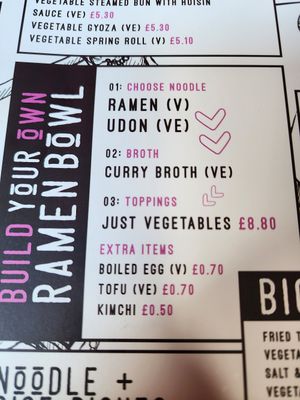 VEGETABLE STEAMED BUN WITH HOISIN
SAUCE (VE) £5.30
VEGETABLE GYOZA (VE) £5.30
VEGETABLE SPRING ROLL (V) £5.10
BUILD YOUR OWN
RAMEN BOWL
01: CHOOSE NOODLE
RAMEN (V)
UDON (VE)
02: BROTH
CURRY BROTH (VE)
03: TOPPINGS
JUST VEGETABLES £8.80
EXTRA ITEMS
BOILED EGG (V) £0.70
TOFU (VE) £0.70
KIMCHI £0.50
FRIED
VEGETA
SALT &
VEGET
NOODLE +